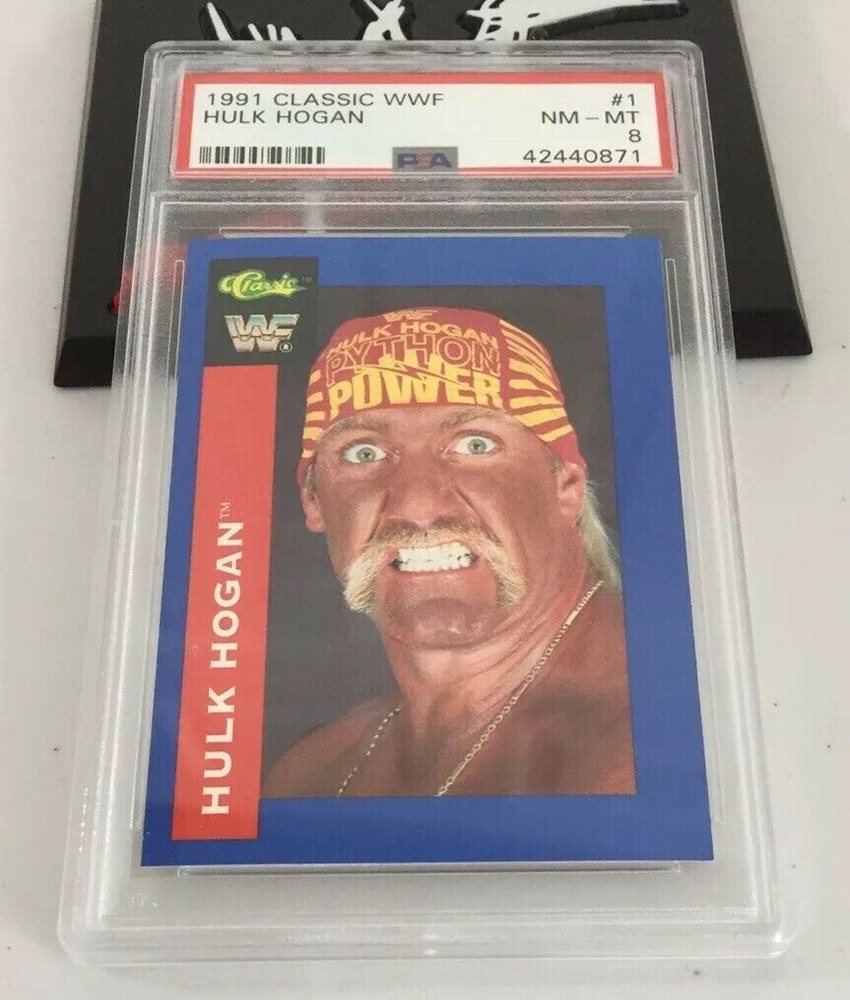 1991 CLASSIC WWF #1
HULK HOGAN NM - MT
8
PSA 42440871
Classic™
WF®
HULK HOGAN™
WF
HULK HOGAN
PYTHON
POWER